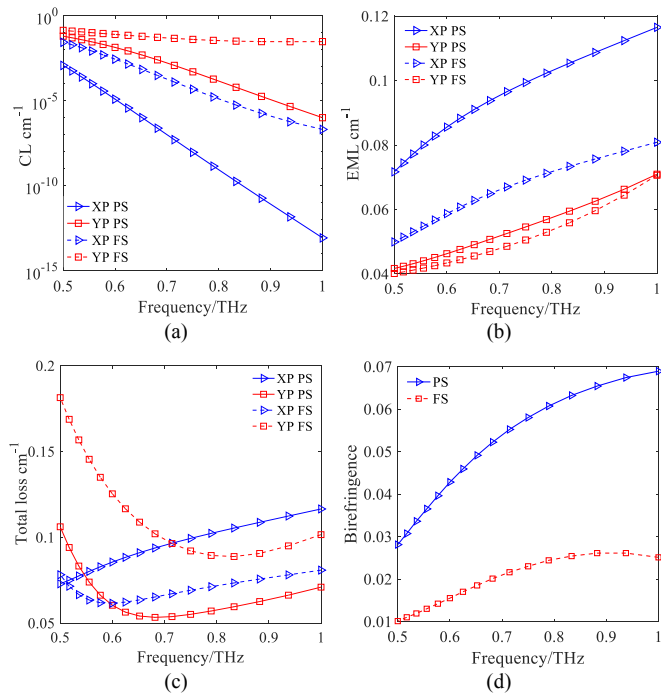 10^0
10^-5
10^-10
10^-15
CL cm^-1
XP PS
YP PS
XP FS
YP FS
0.5 0.6 0.7 0.8 0.9 1
Frequency/THz
(a)
0.12
0.1
0.08
0.06
0.04
EML cm^-1
XP PS
YP PS
XP FS
YP FS
0.5 0.6 0.7 0.8 0.9 1
Frequency/THz
(b)
0.2
0.15
0.1
0.05
Total loss cm^-1
XP PS
YP PS
XP FS
YP FS
0.5 0.6 0.7 0.8 0.9 1
Frequency/THz
(c)
0.07
0.06
0.05
0.04
0.03
0.02
0.01
Birefringence
PS
FS
0.5 0.6 0.7 0.8 0.9 1
Frequency/THz
(d)